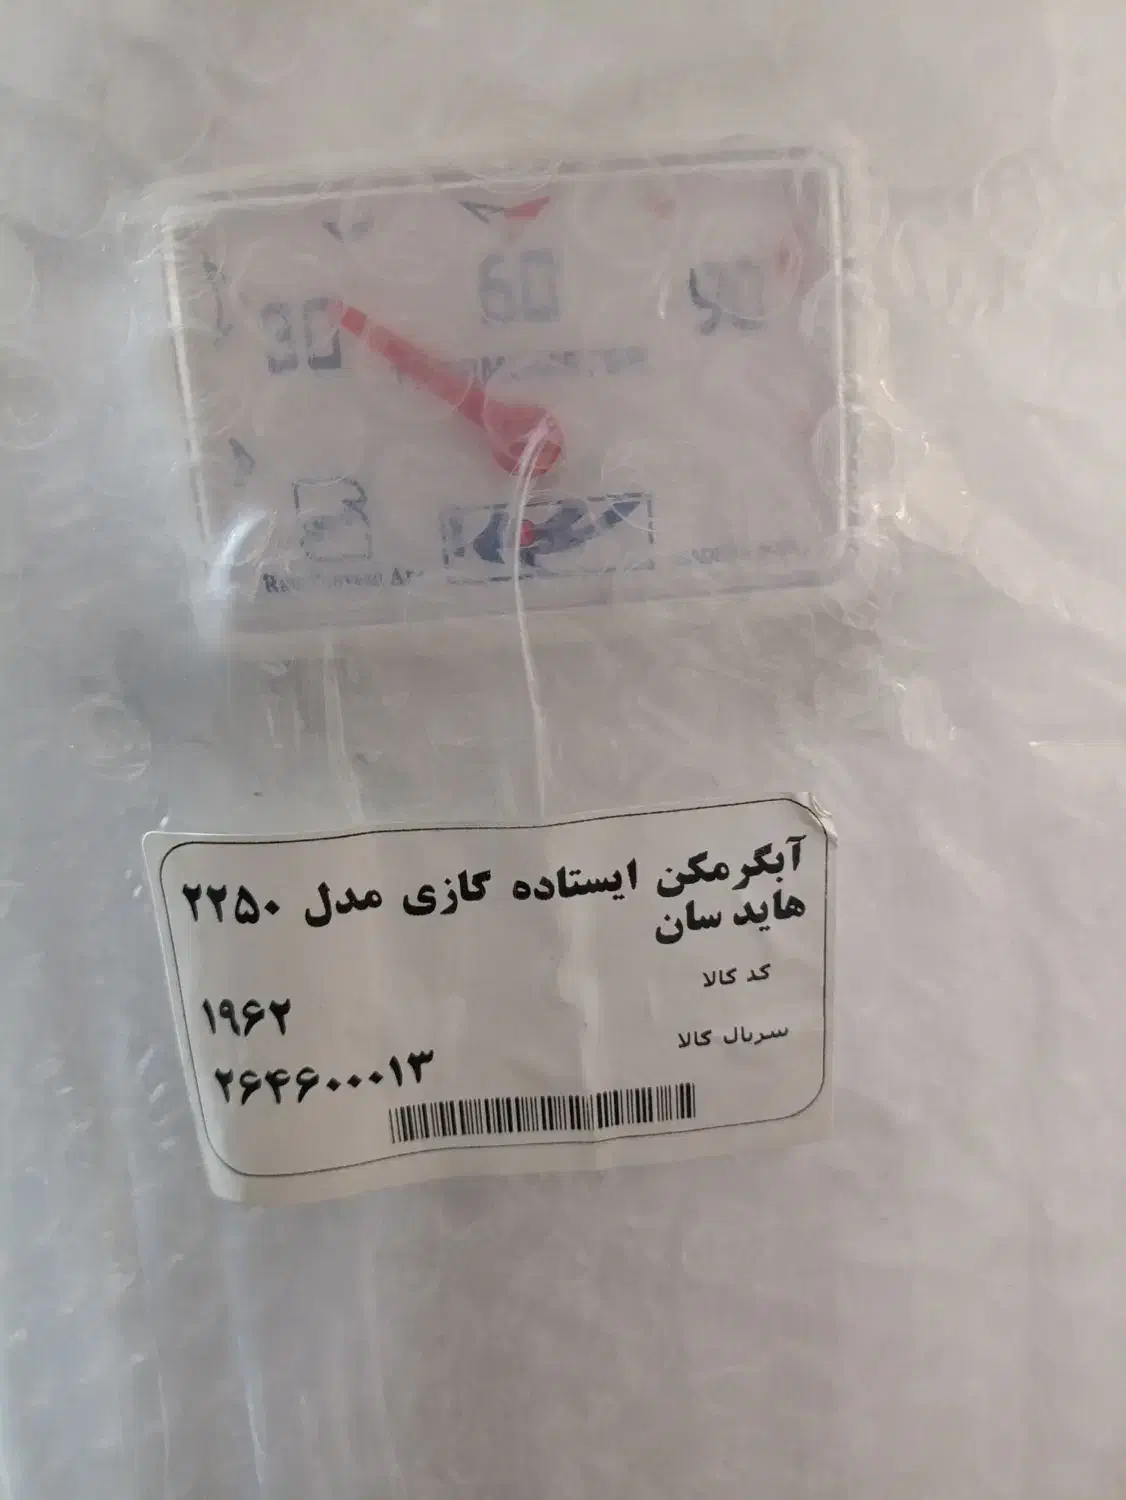 30 60 90
آبگرمکن ایستاده گازی مدل ۲۲۵۰
هاید سان
کد کالا
۱۹۶۲
سریال کالا
۲۶۴۶۰۰۰۱۳